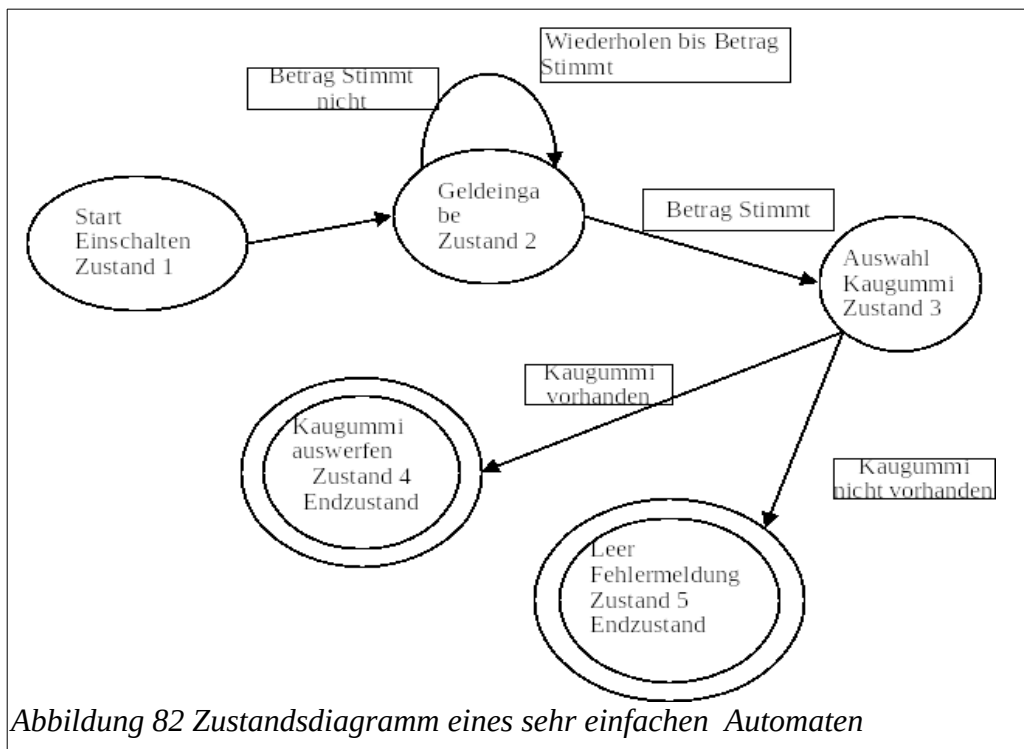 Wiederholen bis Betrag
Stimmt
Betrag Stimmt
nicht
Start
Einschalten
Zustand 1
Geldeinga
be
Zustand 2
Betrag Stimmt
Auswahl
Kaugummi
Zustand 3
Kaugummi
vorhanden
Kaugummi
auswerfen
Zustand 4
Endzustand
Kaugummi
nicht vorhanden
Leer
Fehlermeldung
Zustand 5
Endzustand
Abbildung 82 Zustandsdiagramm eines sehr einfachen Automaten